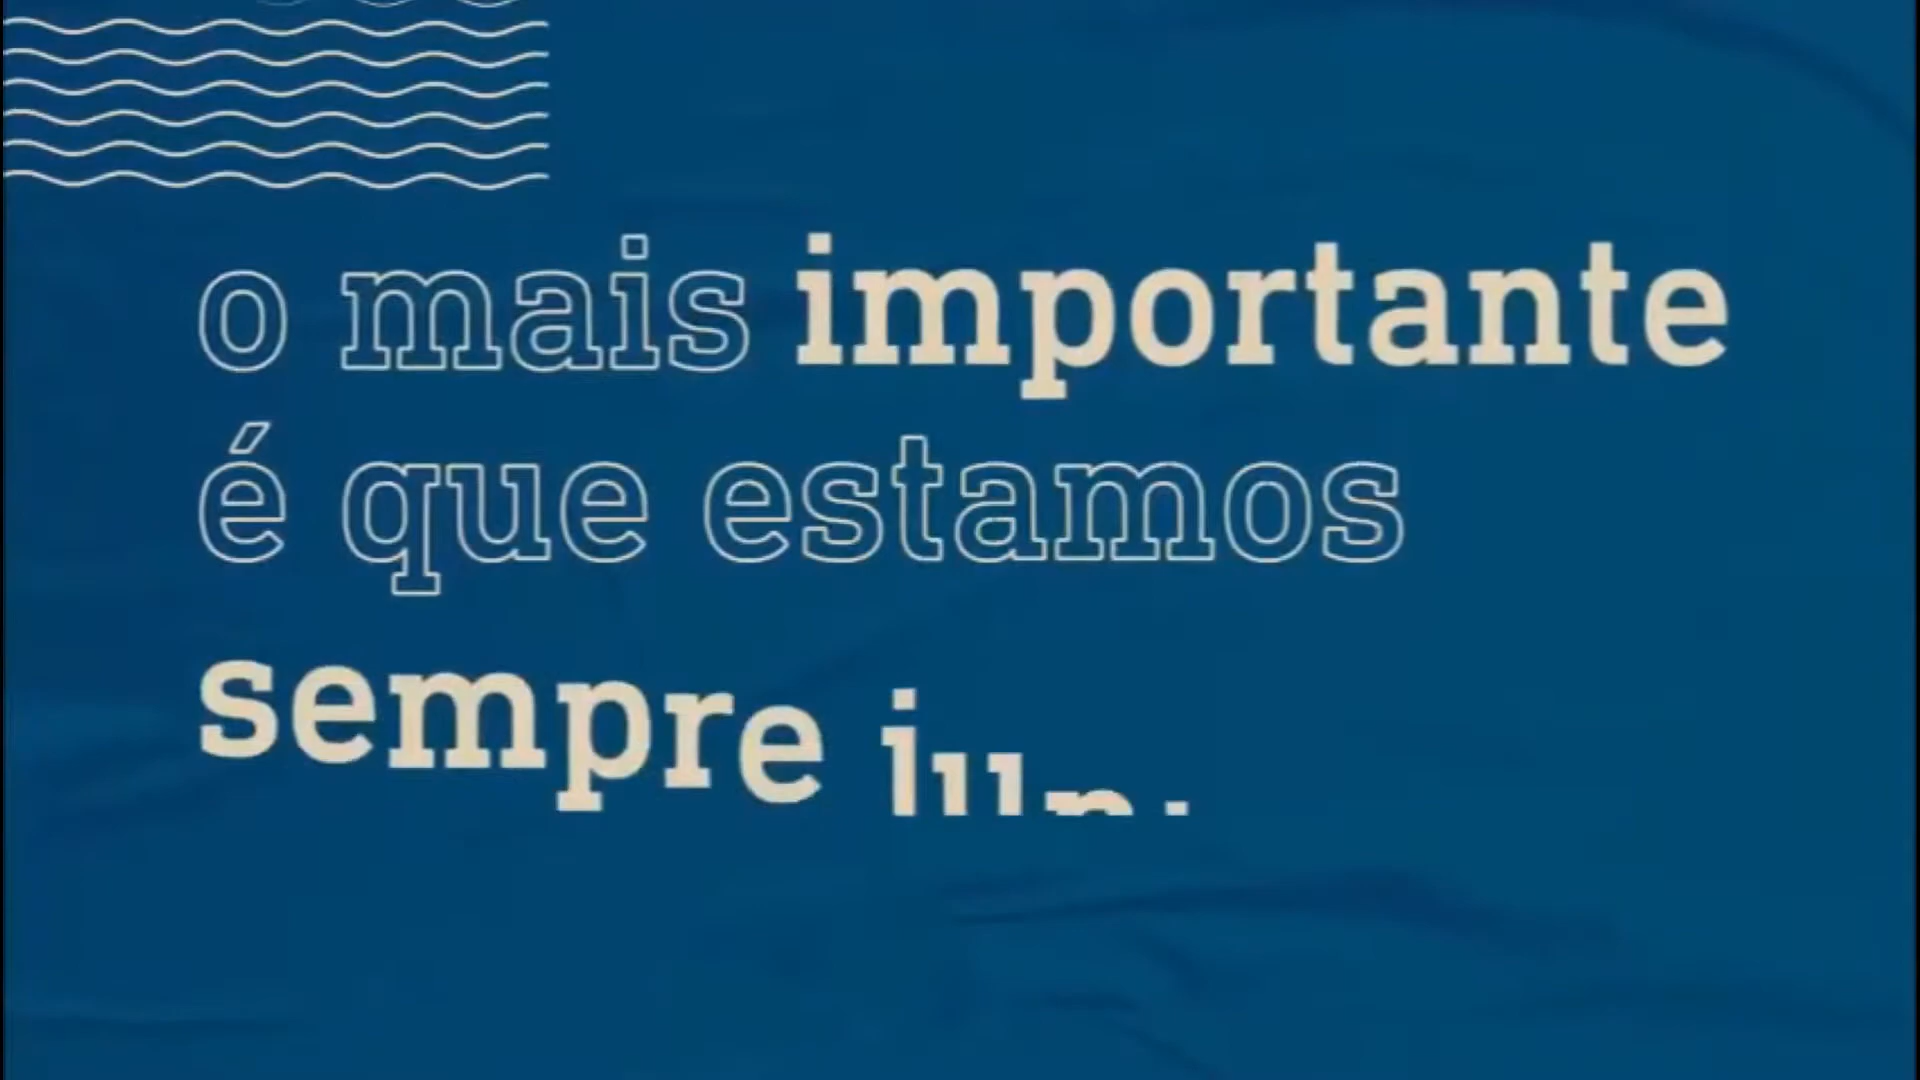 o mais importante
é que estamos
sempre